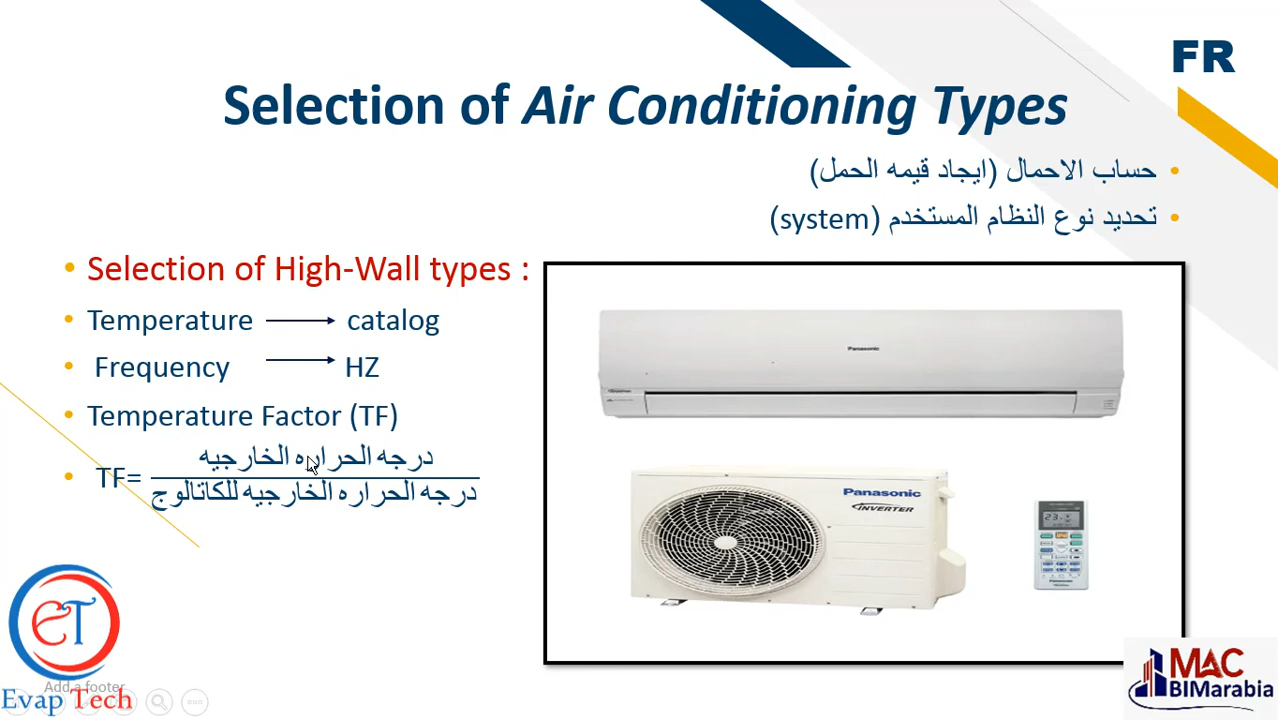 FR
Selection of Air Conditioning Types
حساب الاحمال (ايجاد قيمه الحمل)
تحديد نوع النظام المستخدم (system)
Selection of High-Wall types :
Temperature → catalog
Frequency → HZ
Temperature Factor (TF)
TF=
درجه الحراره الخارجيه
درجه الحراره الخارجيه للكاتالوج
Panasonic
Panasonic
INVERTER
23
ET
Evap Tech
Add a footer
MAC
BIMarabia